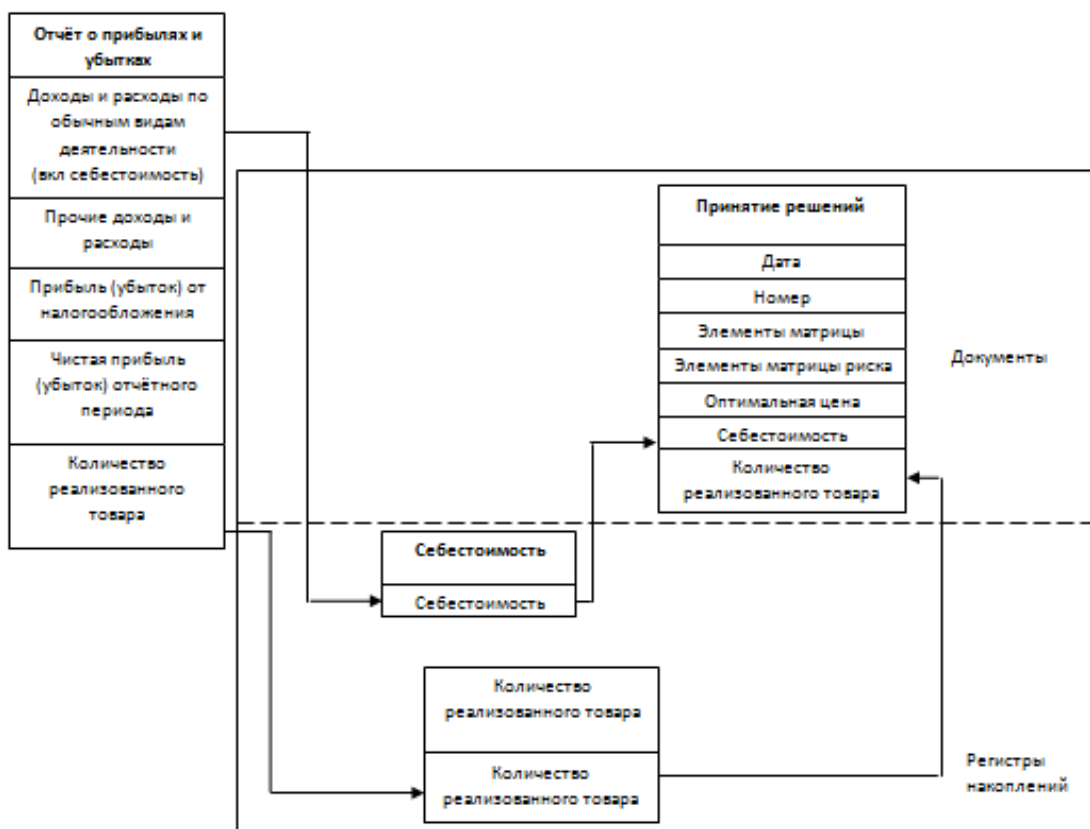 Отчёт о прибылях и
убытках
Доходы и расходы по
обычным видам
деятельности
(вкл себестоимость)
Прочие доходы и
расходы
Прибыль (убыток) от
налогообложения
Чистая прибыль
(убыток) отчётного
периода
Количество
реализованного
товара
Принятие решений
Дата
Номер
Элементы матрицы
Элементы матрицы риска
Оптимальная цена
Себестоимость
Количество
реализованного товара
Документы
Себестоимость
Себестоимость
Количество
реализованного товара
Количество
реализованного товара
Регистры
накоплений